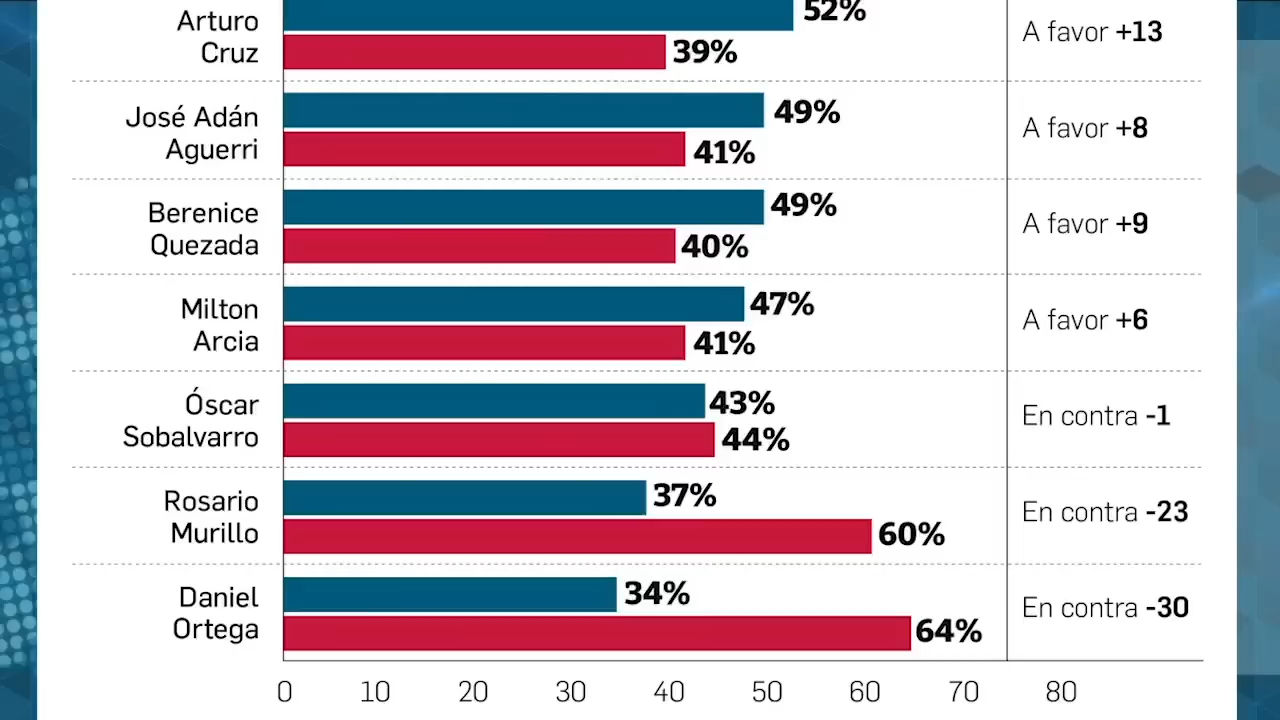 Arturo
Cruz
52%
39%
A favor +13
José Adán
Aguerri
49%
41%
A favor +8
Berenice
Quezada
49%
40%
A favor +9
Milton
Arcia
47%
41%
A favor +6
Óscar
Sobalvarro
43%
44%
En contra -1
Rosario
Murillo
37%
60%
En contra -23
Daniel
Ortega
34%
64%
En contra -30
0 10 20 30 40 50 60 70 80